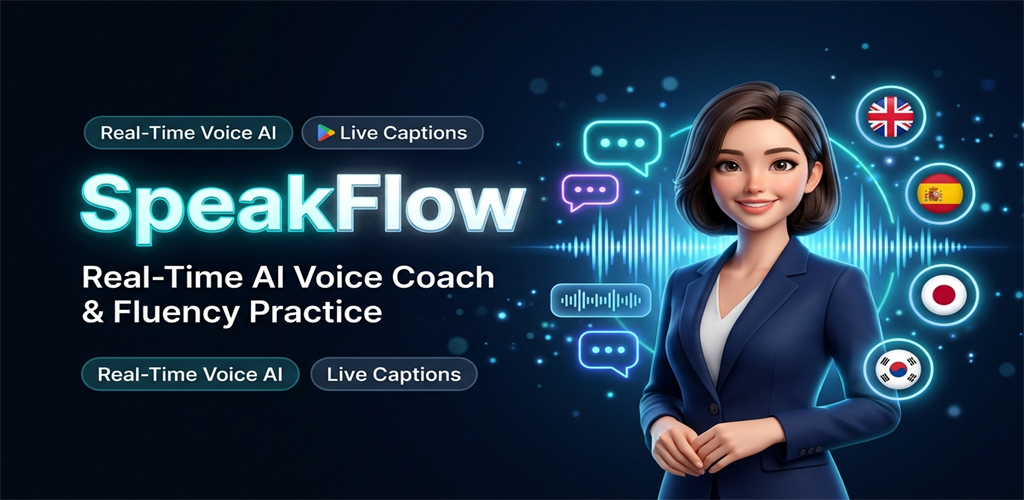 Real-Time Voice AI
Live Captions
SpeakFlow
Real-Time AI Voice Coach
& Fluency Practice
Real-Time Voice AI
Live Captions